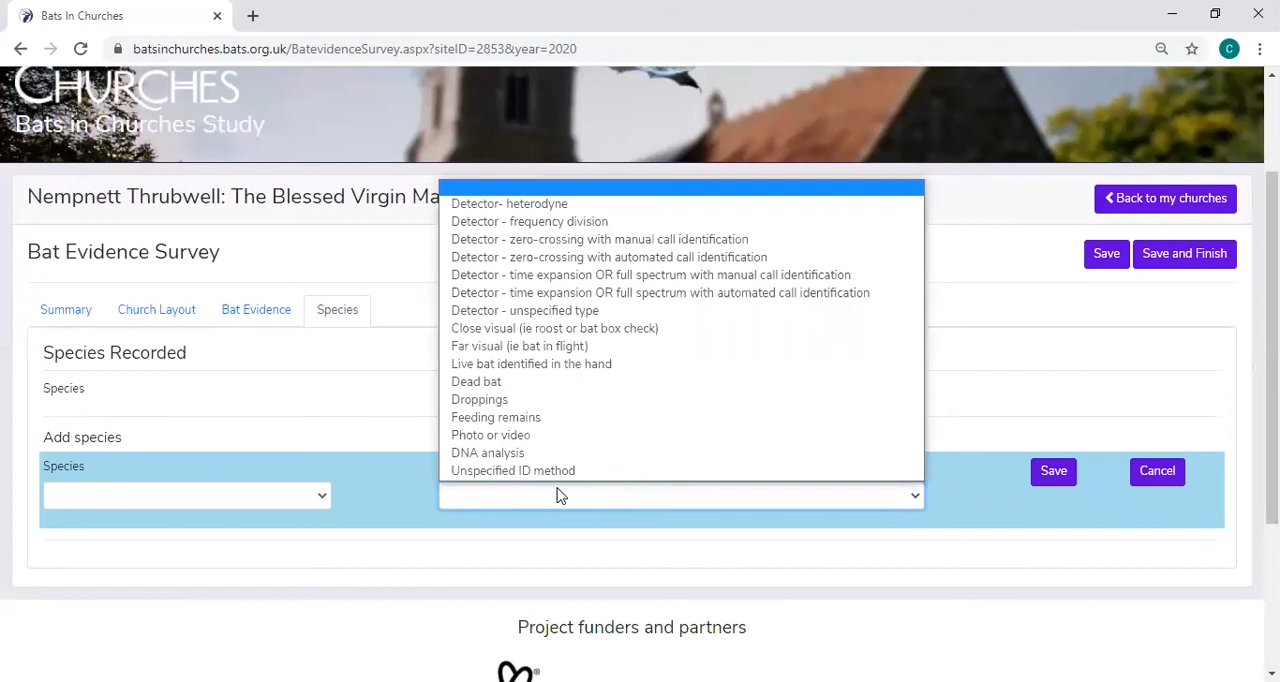 Bats In Churches
batsinchurches.bats.org.uk/BatevidenceSurvey.aspx?siteID=2853&year=2020
C
CHURCHES
Bats in Churches Study
Nempnett Thrubwell: The Blessed Virgin Ma
Back to my churches
Bat Evidence Survey
Save
Save and Finish
Summary
Church Layout
Bat Evidence
Species
Species Recorded
Species
Add species
Species
Detector- heterodyne
Detector - frequency division
Detector - zero-crossing with manual call identification
Detector - zero-crossing with automated call identification
Detector - time expansion OR full spectrum with manual call identification
Detector - time expansion OR full spectrum with automated call identification
Detector - unspecified type
Close visual (ie roost or bat box check)
Far visual (ie bat in flight)
Live bat identified in the hand
Dead bat
Droppings
Feeding remains
Photo or video
DNA analysis
Unspecified ID method
Save
Cancel
Project funders and partners